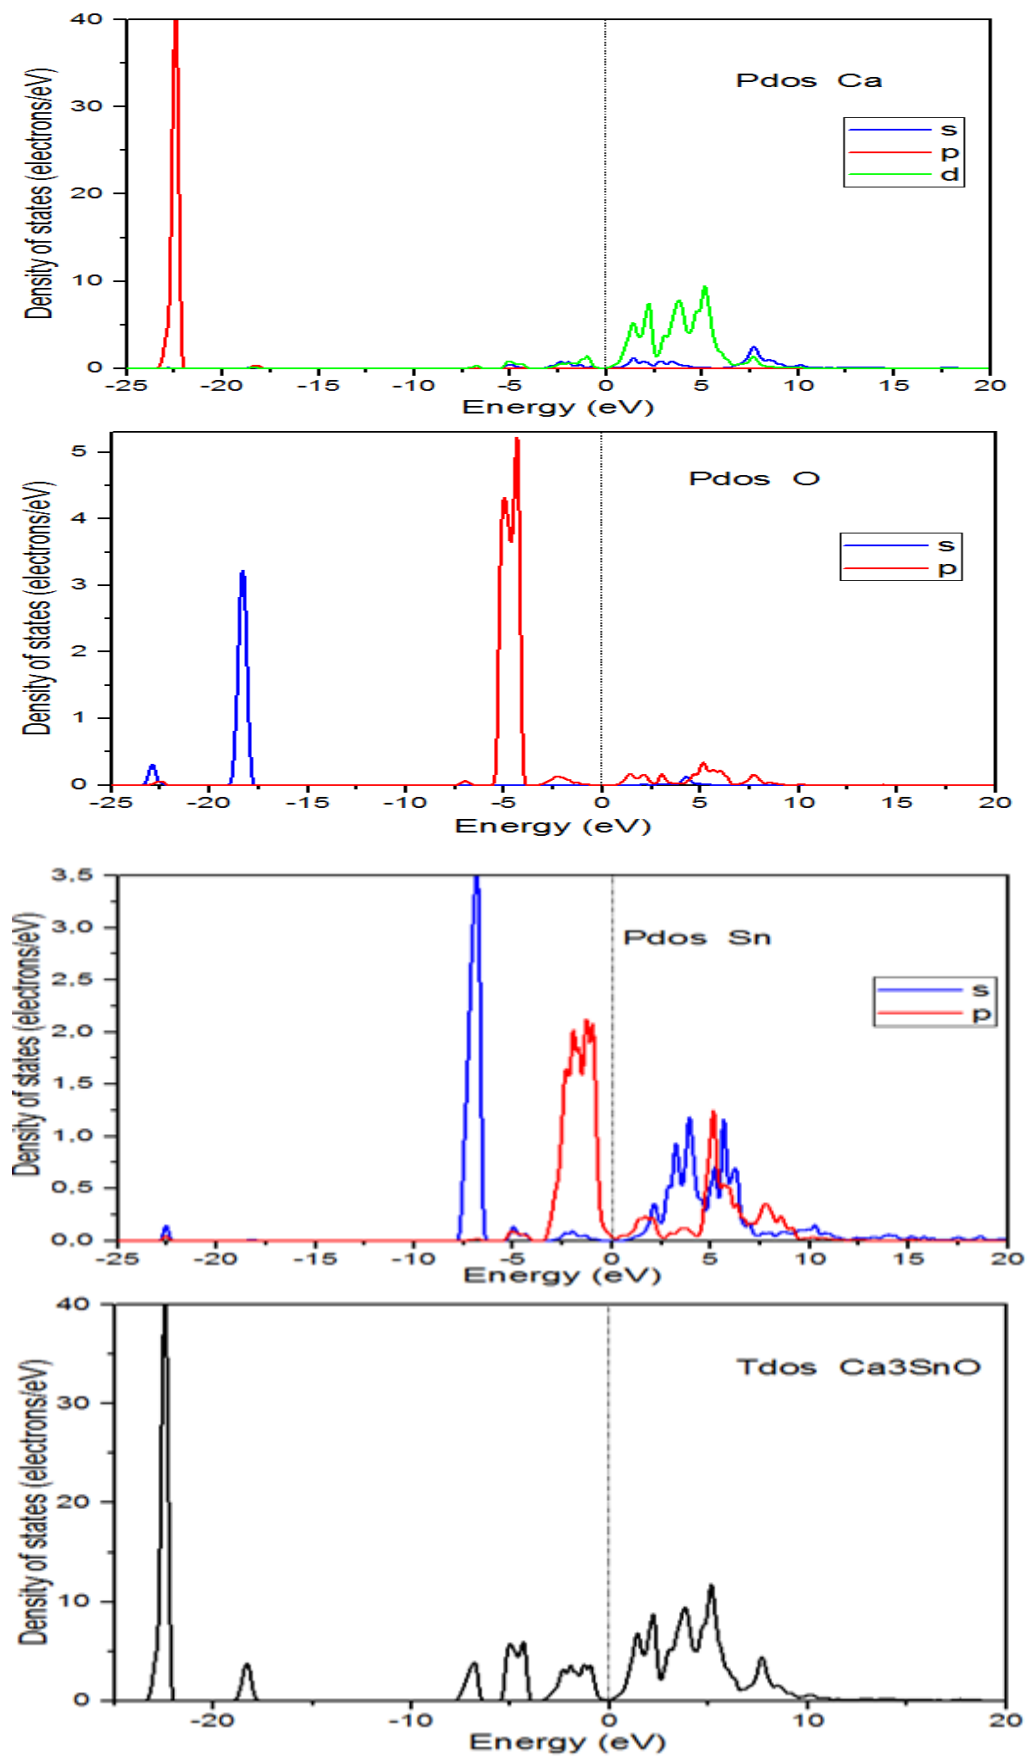 Density of states (electrons/eV)
40
30
20
10
0
Pdos Ca
s
p
d
-25 -20 -15 -10 -5 0 5 10 15 20
Energy (eV)
Density of states (electrons/eV)
5
4
3
2
1
0
Pdos O
s
p
-25 -20 -15 -10 -5 0 5 10 15 20
Energy (eV)
Density of states (electrons/eV)
3.5
3.0
2.5
2.0
1.5
1.0
0.5
0.0
Pdos Sn
s
p
-25 -20 -15 -10 -5 0 5 10 15 20
Energy (eV)
Density of states (electrons/eV)
40
30
20
10
0
Tdos Ca3SnO
-20 -10 0 10 20
Energy (eV)